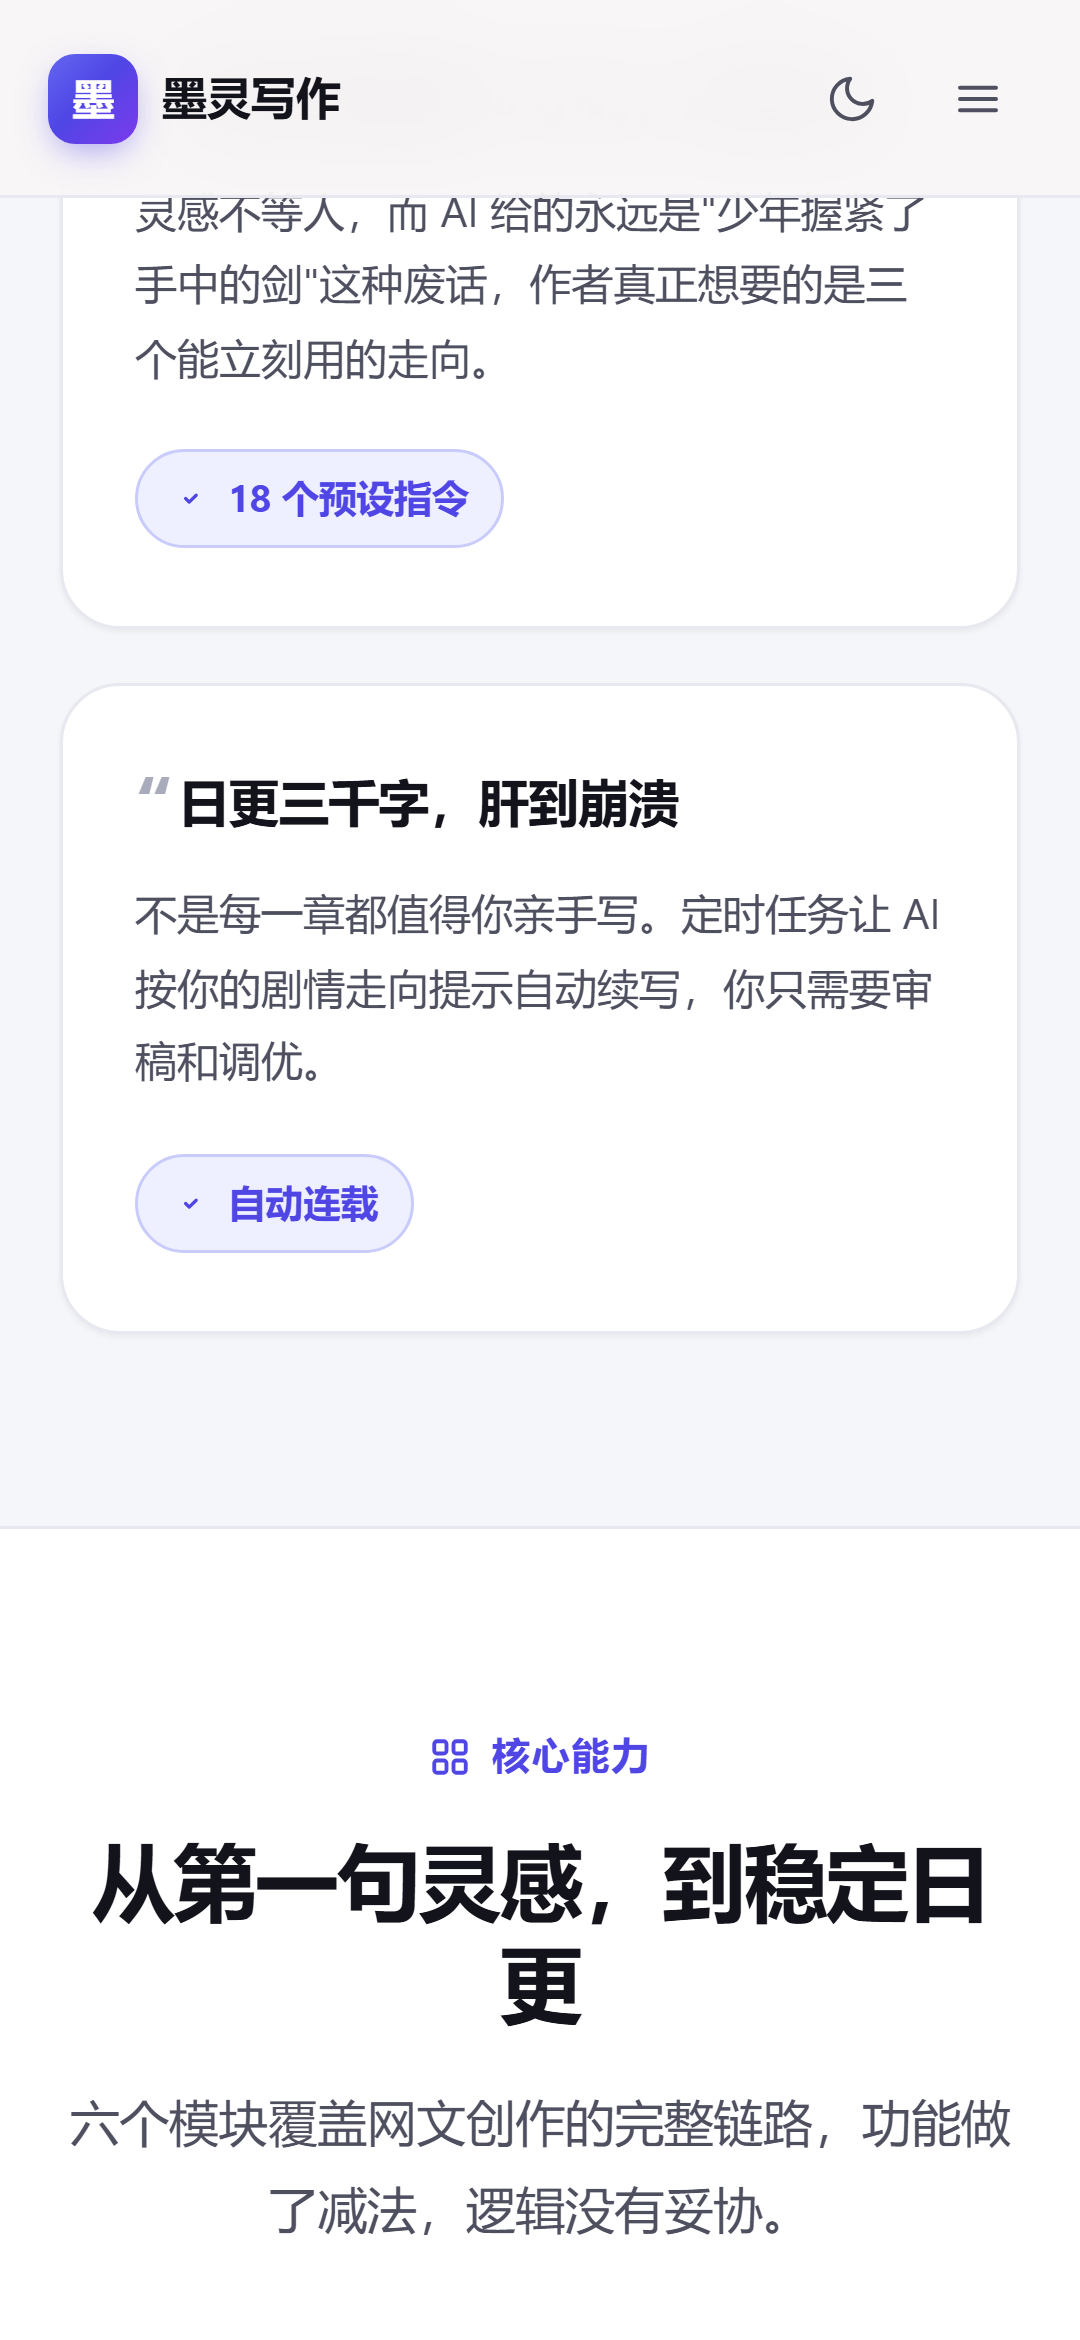 墨 墨灵写作
灵感不等人，而 AI 给的永远是"少年握紧了
手中的剑"这种废话，作者真正想要的是三
个能立刻用的走向。
18 个预设指令
“日更三千字，肝到崩溃
不是每一章都值得你亲手写。定时任务让 AI
按你的剧情走向提示自动续写，你只需要审
稿和调优。
自动连载
核心能力
从第一句灵感，到稳定日
更
六个模块覆盖网文创作的完整链路，功能做
了减法，逻辑没有妥协。